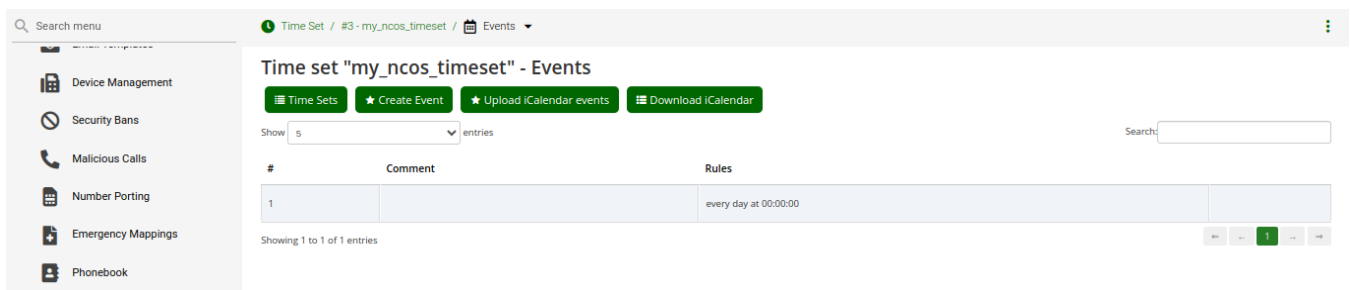 Search menu
Time Set / #3 - my_ncos_timeset / Events
Email Templates
Device Management
Security Bans
Malicious Calls
Number Porting
Emergency Mappings
Phonebook
Time set "my_ncos_timeset" - Events
Time Sets Create Event Upload iCalendar events Download iCalendar
Show 5 entries Search:
# Comment Rules
1 every day at 00:00:00
Showing 1 to 1 of 1 entries ← ← 1 → →